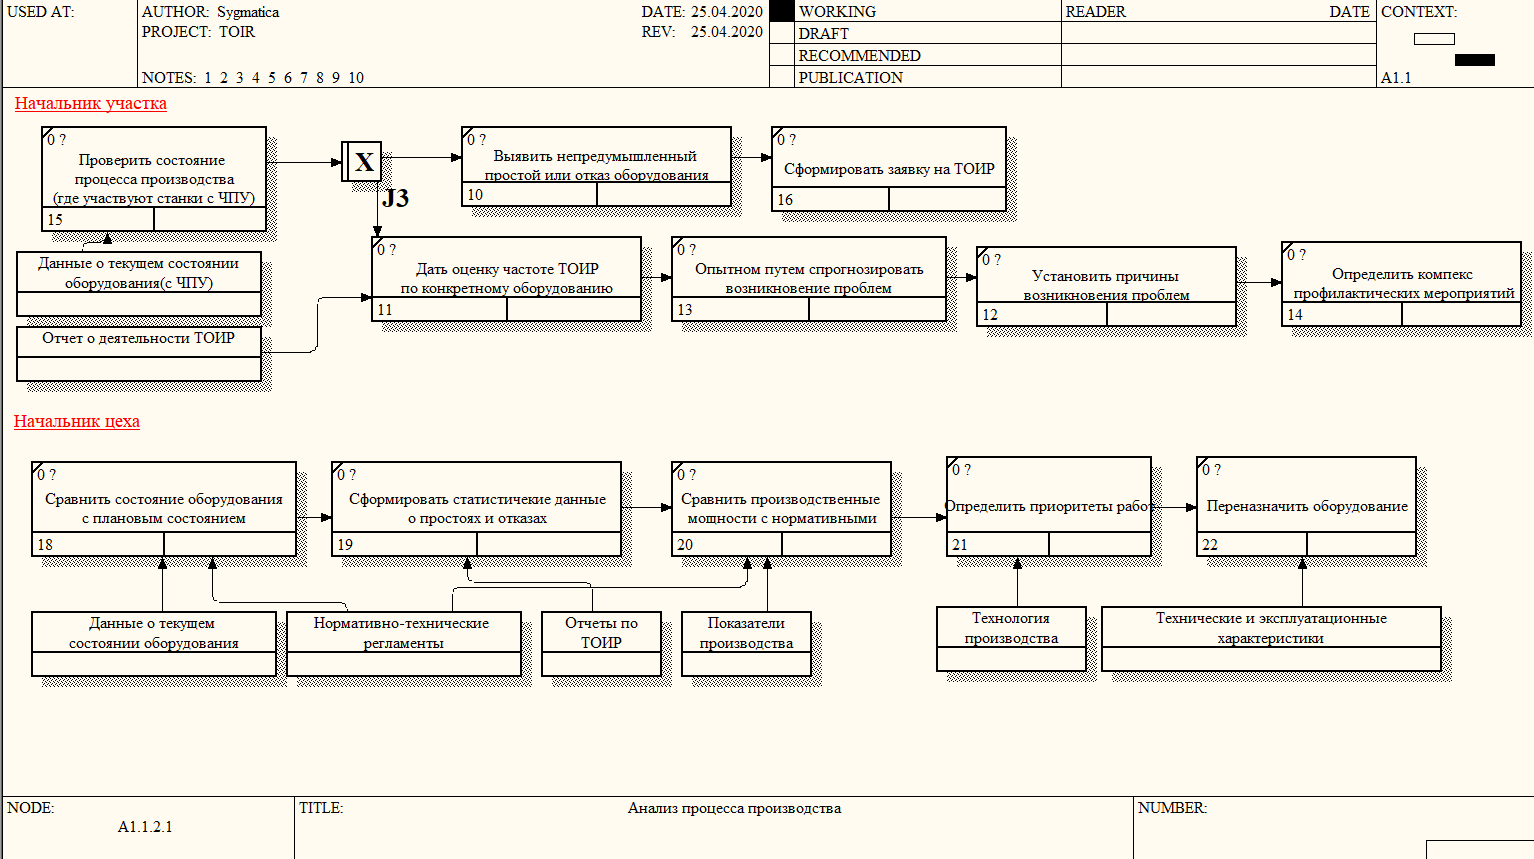 USED AT:
AUTHOR: Sygmatica
DATE: 25.04.2020
PROJECT: TOIR
REV: 25.04.2020
NOTES: 1 2 3 4 5 6 7 8 9 10
WORKING
DRAFT
RECOMMENDED
PUBLICATION
READER
DATE
CONTEXT:
A1.1
Начальник участка
0 ?
Проверить состояние
процесса производства
(где участвуют станки с ЧПУ)
15
X
J3
0 ?
Выявить непредумышленный
простой или отказ оборудования
10
0 ?
Сформировать заявку на ТОИР
16
Данные о текущем состоянии
оборудования(с ЧПУ)
Отчет о деятельности ТОИР
0 ?
Дать оценку частоте ТОИР
по конкретному оборудованию
11
0 ?
Опытном путем спрогнозировать
возникновение проблем
13
0 ?
Установить причины
возникновения проблем
12
0 ?
Определить компекс
профилактических мероприятий
14
Начальник цеха
0 ?
Сравнить состояние оборудования
с плановым состоянием
18
0 ?
Сформировать статистичекие данные
о простоях и отказах
19
0 ?
Сравнить производственные
мощности с нормативными
20
0 ?
Определить приоритеты работ
21
0 ?
Переназначить оборудование
22
Данные о текущем
состоянии оборудования
Нормативно-технические
регламенты
Отчеты по
ТОИР
Показатели
производства
Технология
производства
Технические и эксплуатационные
характеристики
NODE:
A1.1.2.1
TITLE:
Анализ процесса производства
NUMBER: